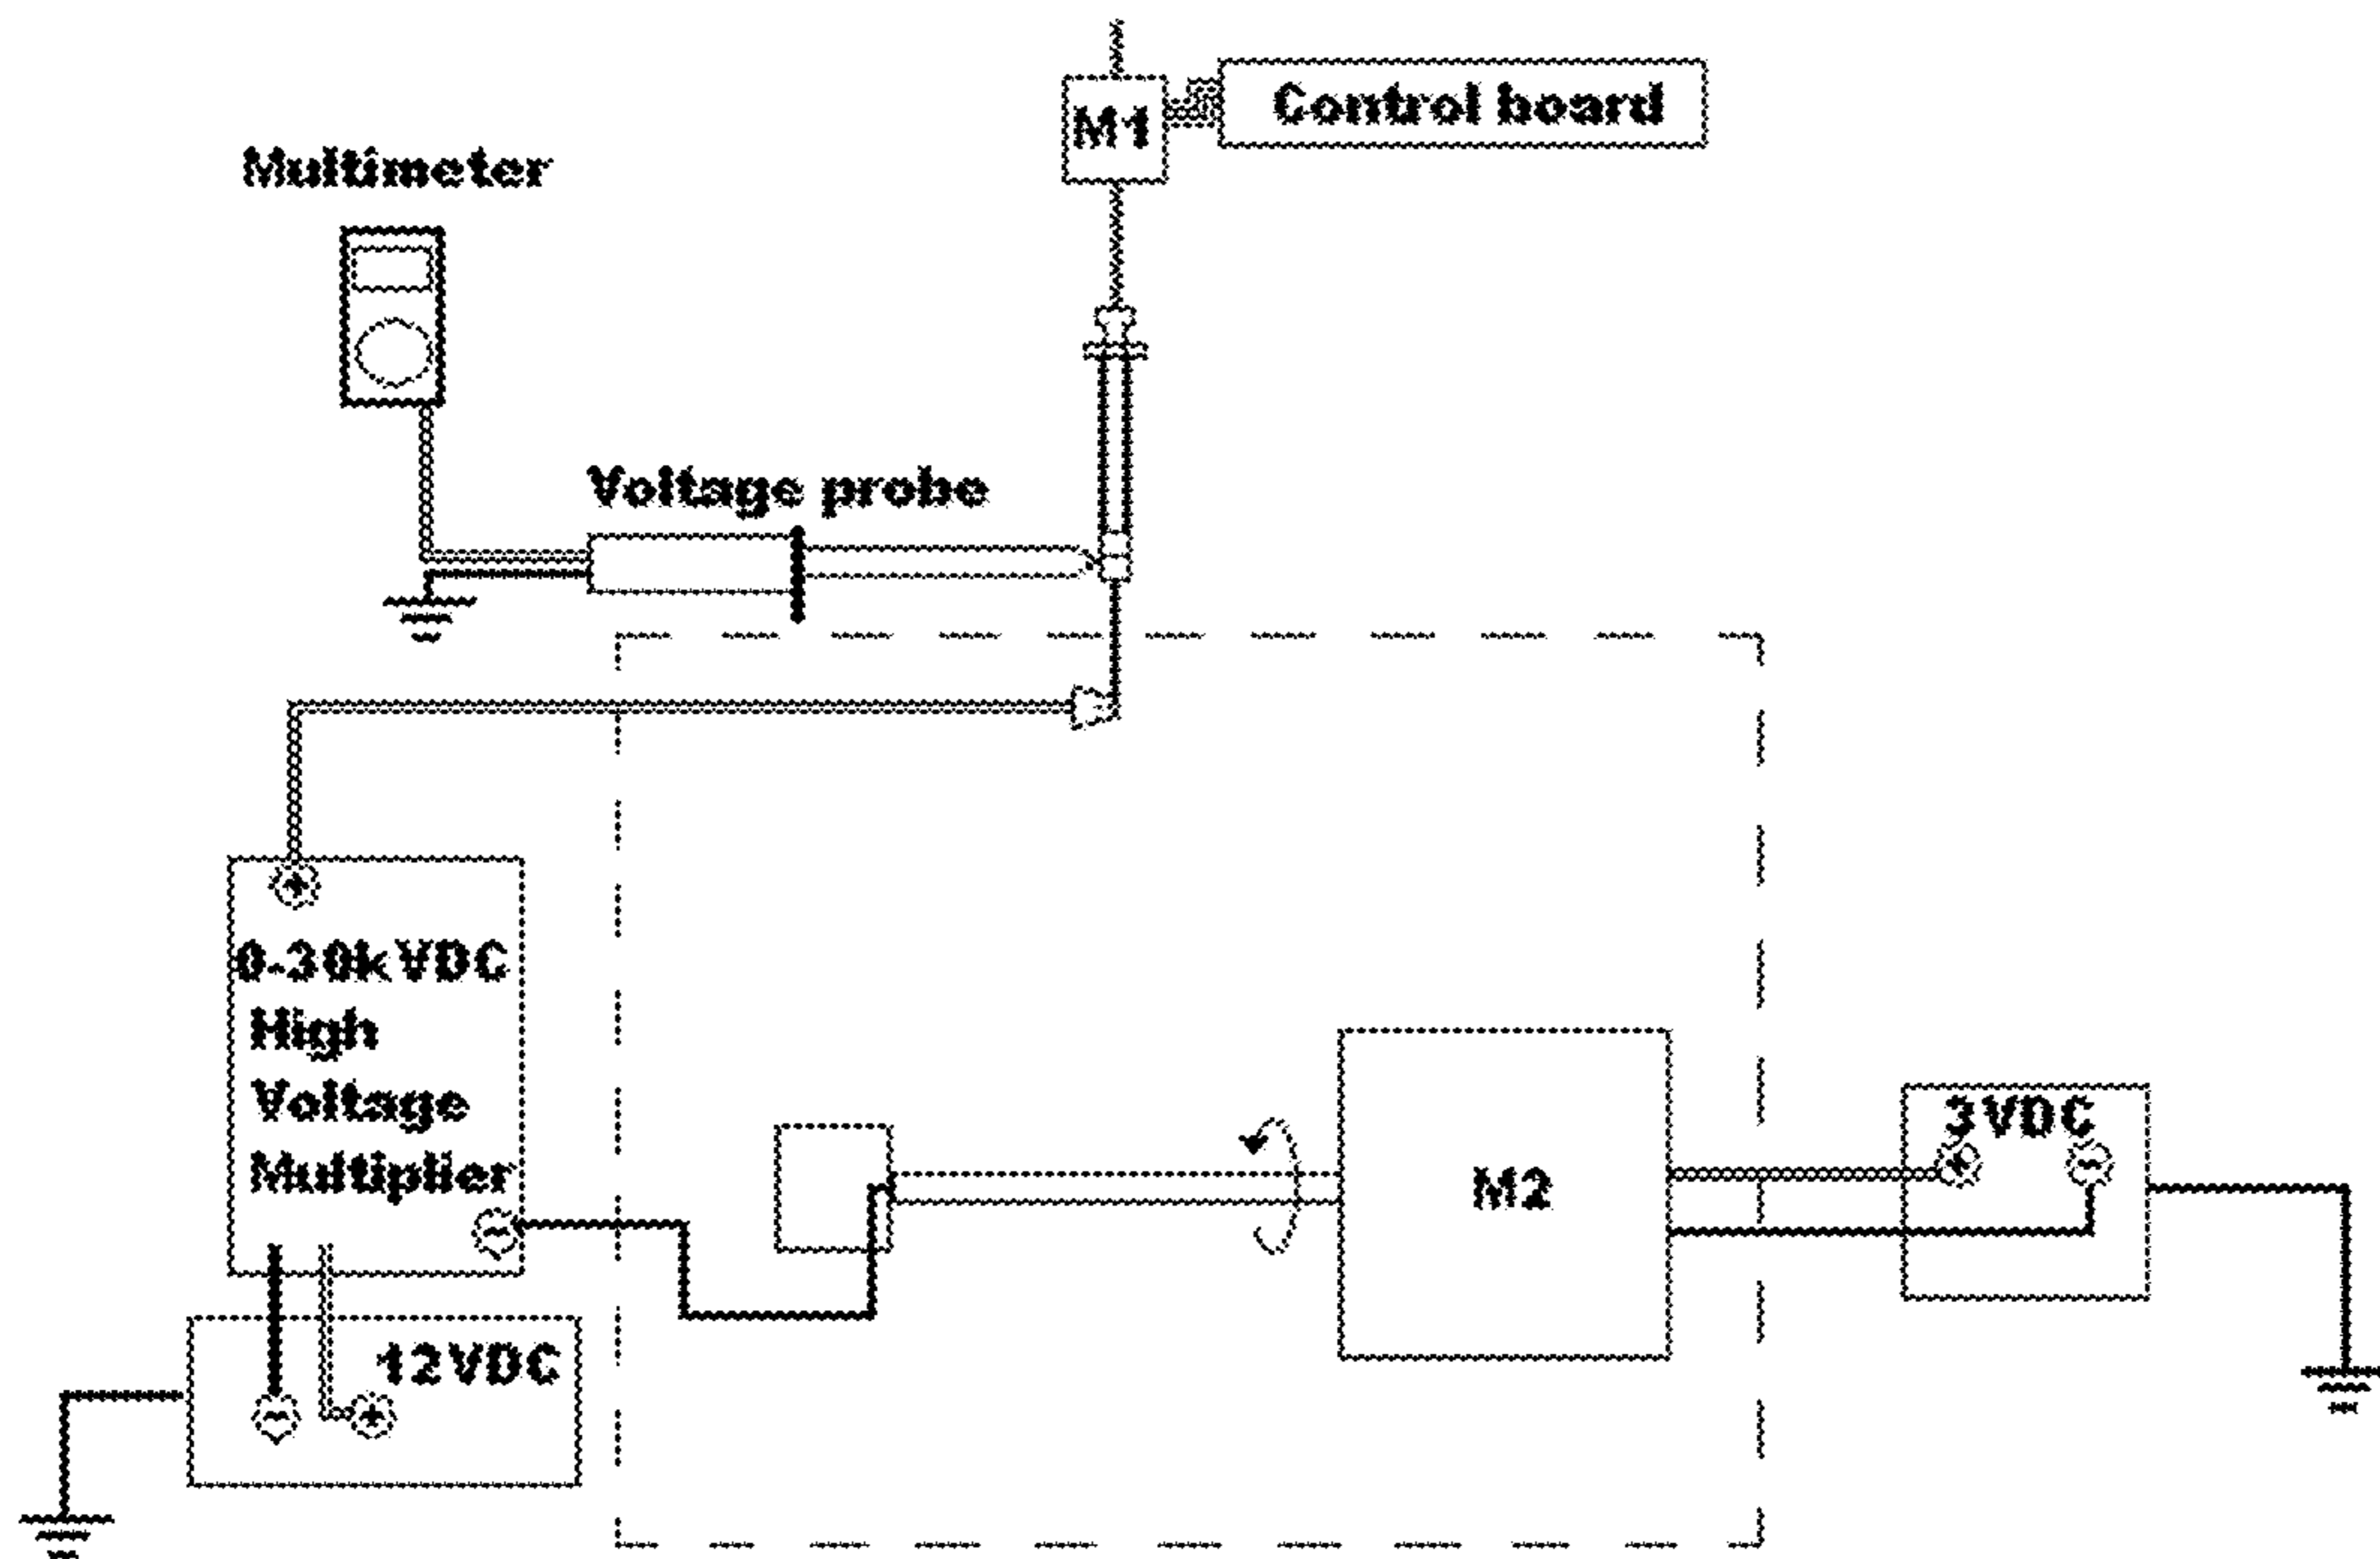 Control board
M1
Multimeter
Voltage probe
+
0-30kVDC
High
Voltage
Multiplier
-
3VDC
+ -
M2
12VDC
- +